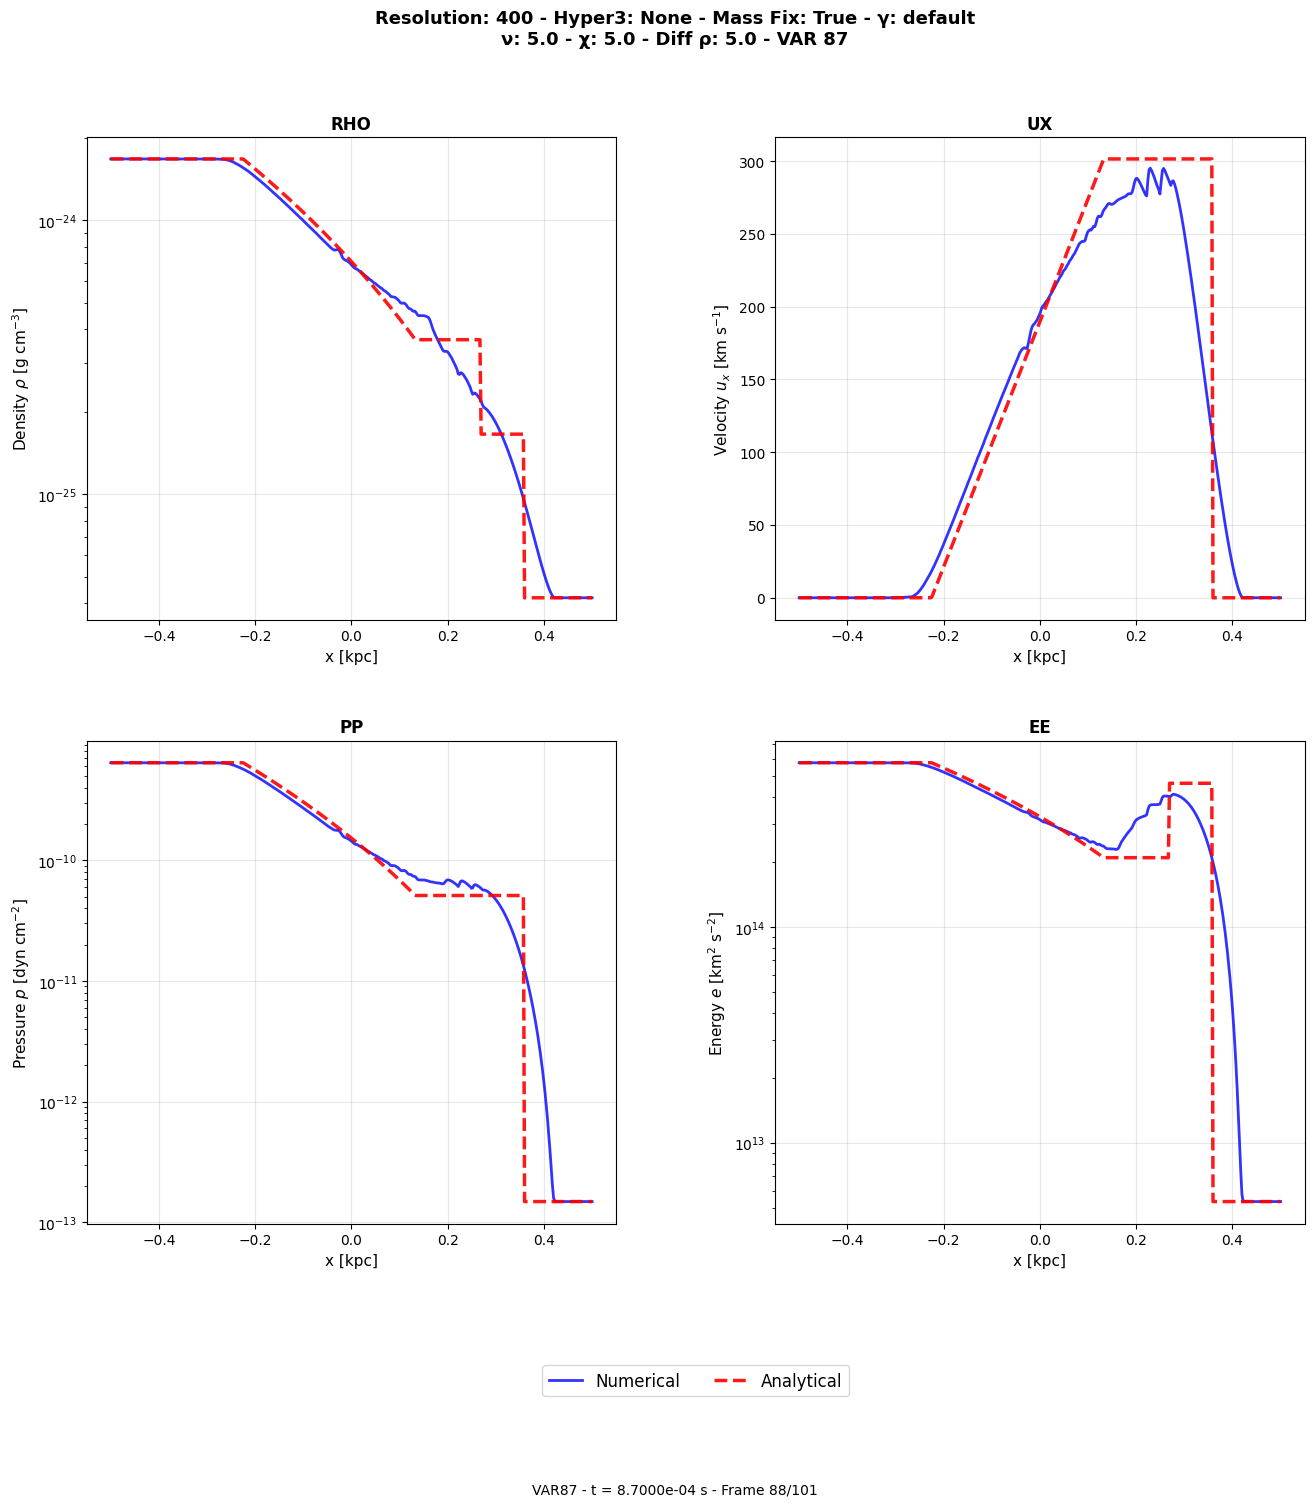 Resolution: 400 - Hyper3: None - Mass Fix: True - γ: default
ν: 5.0 - χ: 5.0 - Diff ρ: 5.0 - VAR 87
RHO
Density ρ [g cm⁻³]
10⁻²⁴
10⁻²⁵
−0.4 −0.2 0.0 0.2 0.4
x [kpc]
UX
Velocity uₓ [km s⁻¹]
300
250
200
150
100
50
0
−0.4 −0.2 0.0 0.2 0.4
x [kpc]
PP
Pressure p [dyn cm⁻²]
10⁻¹⁰
10⁻¹¹
10⁻¹²
10⁻¹³
−0.4 −0.2 0.0 0.2 0.4
x [kpc]
EE
Energy e [km² s⁻²]
10¹⁴
10¹³
−0.4 −0.2 0.0 0.2 0.4
x [kpc]
Numerical Analytical
VAR87 - t = 8.7000e-04 s - Frame 88/101